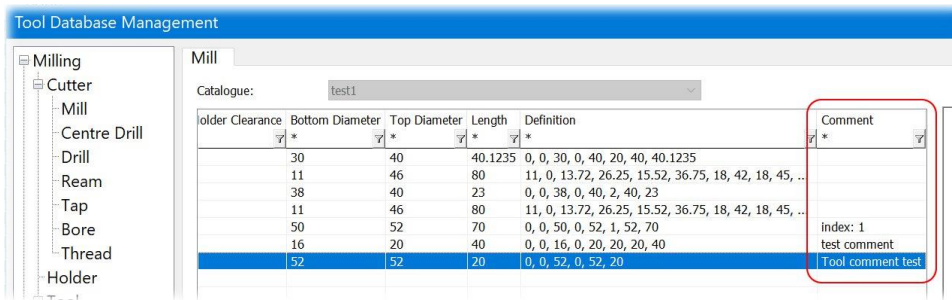 Tool Database Management
Milling
Cutter
Mill
Centre Drill
Drill
Ream
Tap
Bore
Thread
Holder
Mill
Catalogue: test1
older Clearance Bottom Diameter Top Diameter Length Definition Comment
* * * * *
30 40 40.1235 0, 0, 30, 0, 40, 20, 40, 40.1235
11 46 80 11, 0, 13.72, 26.25, 15.52, 36.75, 18, 42, 18, 45, ...
38 40 23 0, 0, 38, 0, 40, 2, 40, 23
11 46 80 11, 0, 13.72, 26.25, 15.52, 36.75, 18, 42, 18, 45, ...
50 52 70 0, 0, 50, 0, 52, 1, 52, 70 index: 1
16 20 40 0, 0, 16, 0, 20, 20, 20, 40 test comment
52 52 20 0, 0, 52, 0, 52, 20 Tool comment test